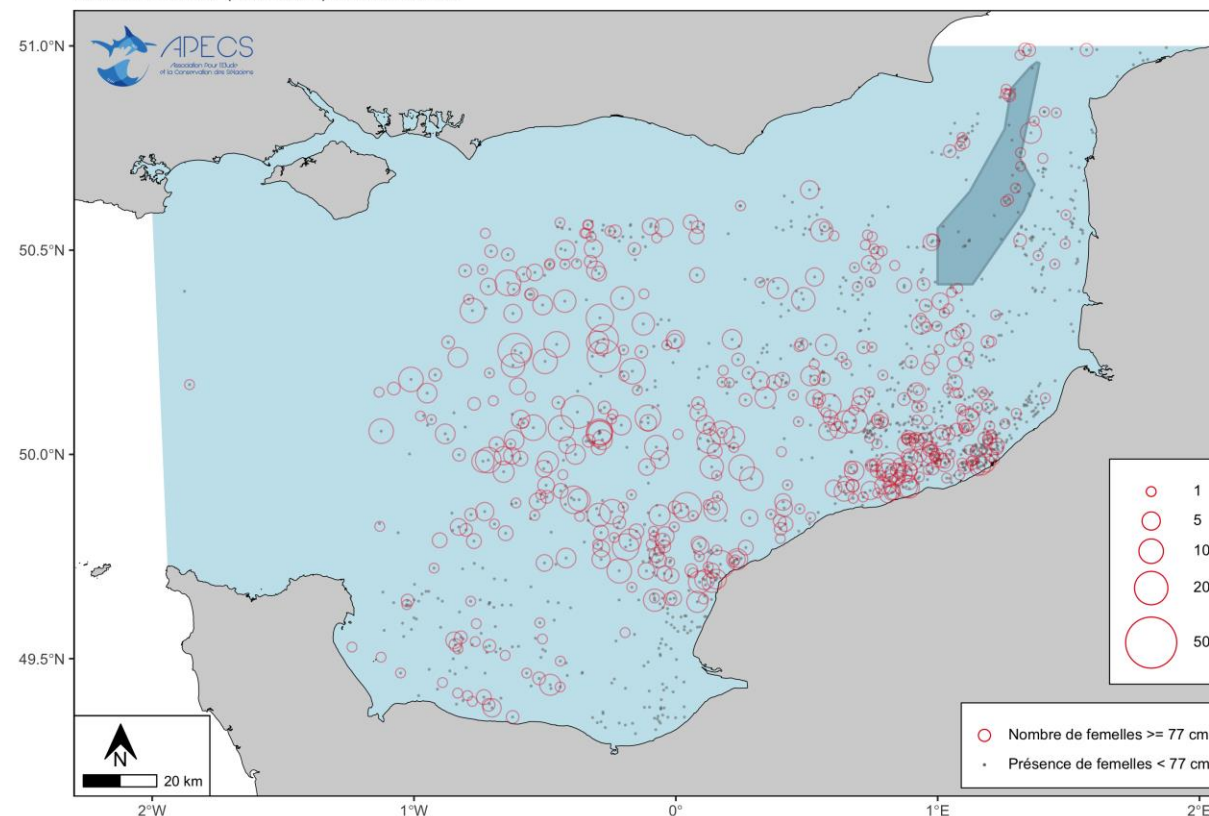 APECS
Association Pour l'Étude
et la Conservation des Sélaciens
51.0°N
50.5°N
50.0°N
49.5°N
1
5
10
20
50
Nombre de femelles >= 77 cm
Présence de femelles < 77 cm
N
20 km
2°W
1°W
0°
1°E
2°E